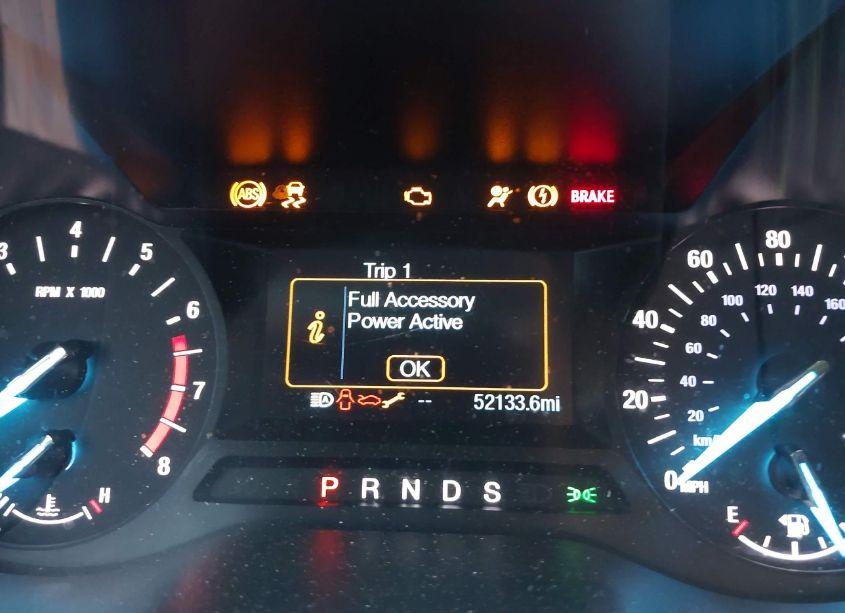 ABS
BRAKE
3
4
5
6
7
8
RPM X 1000
H
Trip 1
Full Accessory
Power Active
OK
A
--
52133.6mi
P R N D S
0
20
40
60
80
MPH
20
40
60
80
100
120
140
160
km/
E